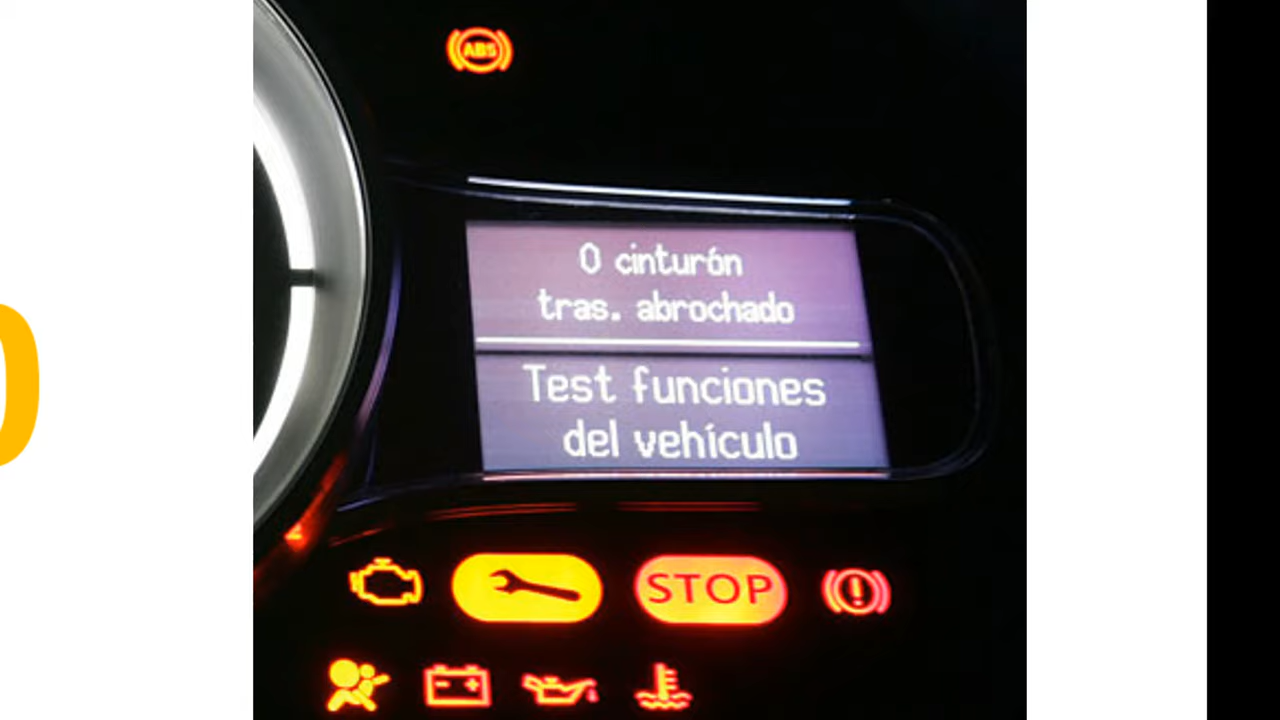 ABS
0 cinturón
tras. abrochado
Test funciones
del vehículo
STOP